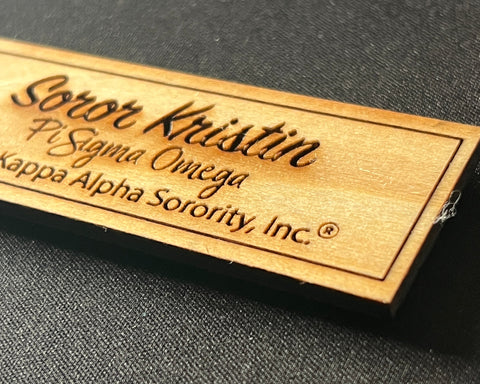 Soror Kristin
Pi Sigma Omega
Kappa Alpha Sorority, Inc.®